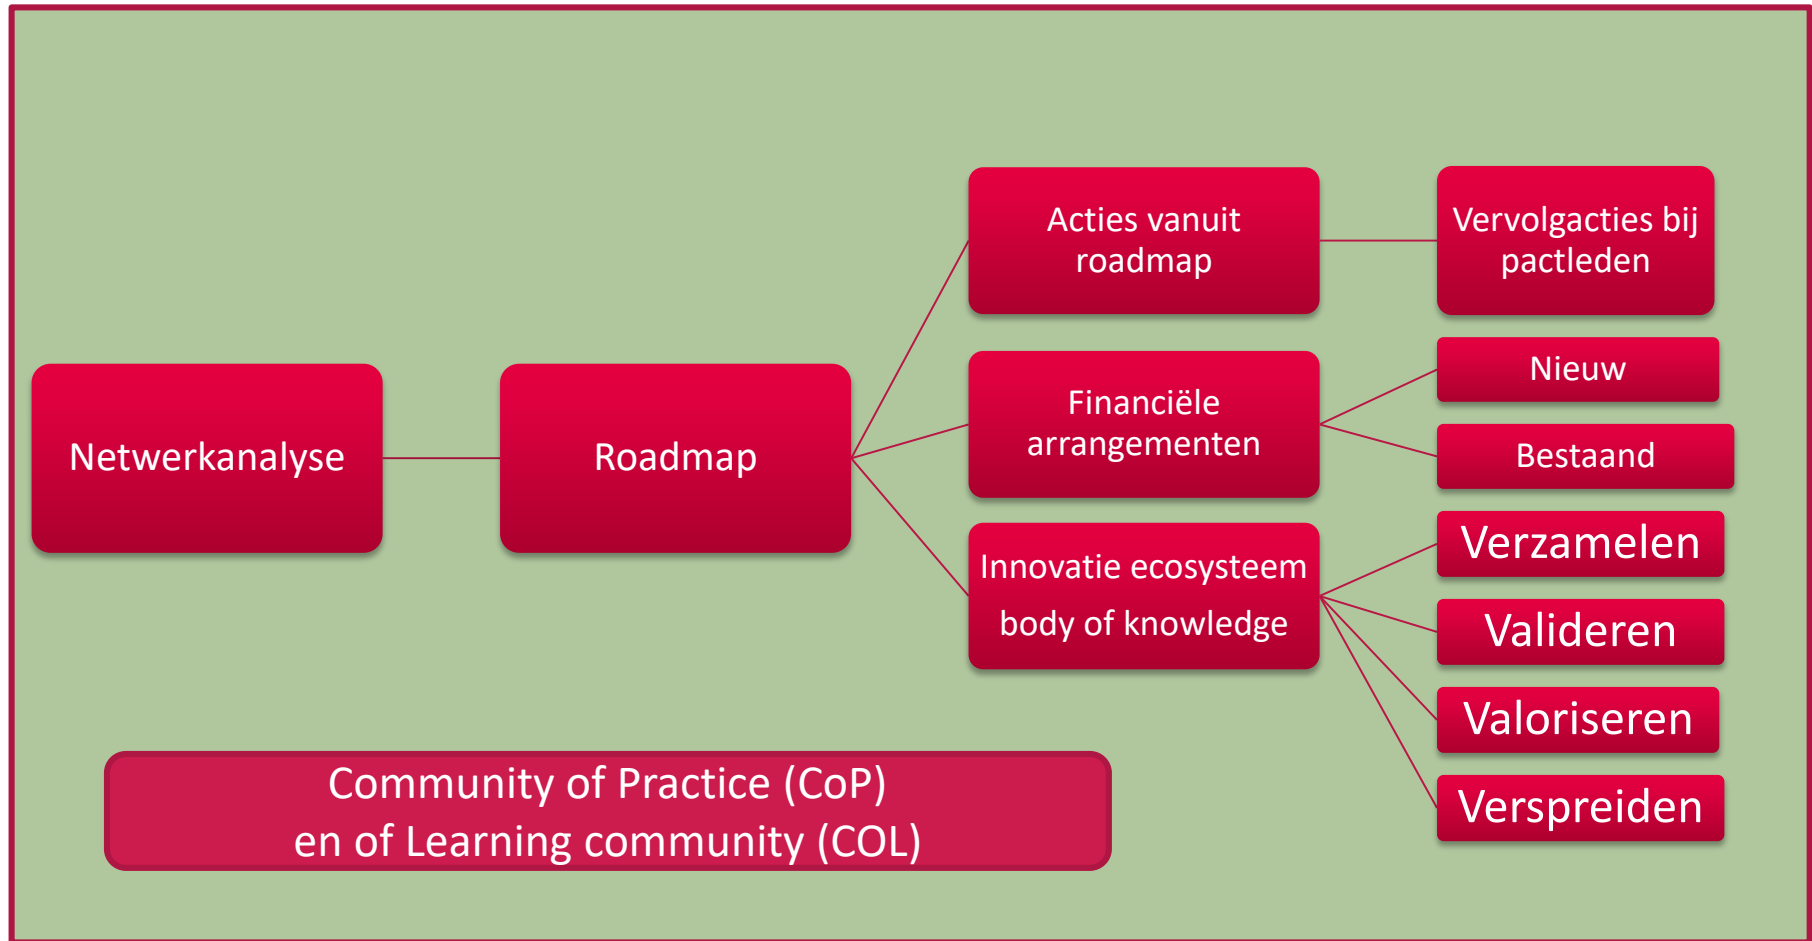 Netwerkanalyse
Roadmap
Acties vanuit
roadmap
Vervolgacties bij
pactleden
Financiële
arrangementen
Nieuw
Bestaand
Innovatie ecosysteem
body of knowledge
Verzamelen
Valideren
Valoriseren
Verspreiden
Community of Practice (CoP)
en of Learning community (COL)